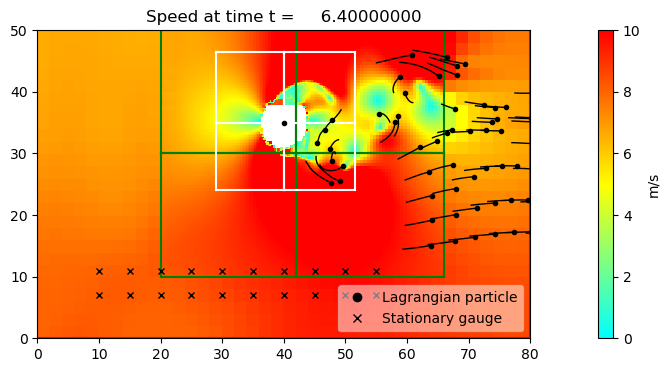 Speed at time t =     6.40000000
50
40
30
20
10
0
0 10 20 30 40 50 60 70 80
10
8
6
4
2
0
m/s
Lagrangian particle
Stationary gauge